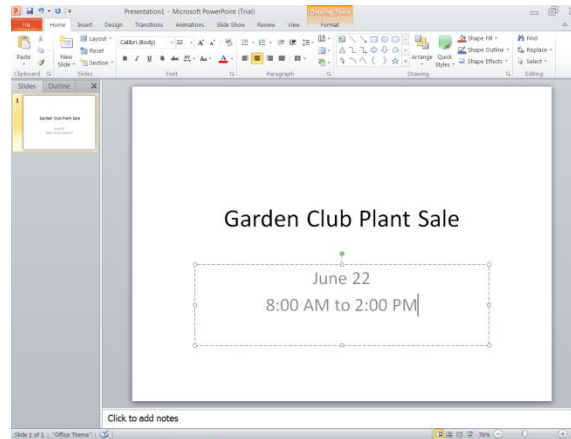 Presentation1 - Microsoft PowerPoint (Trial)
Drawing Tools
File Home Insert Design Transitions Animations Slide Show Review View Format
Paste
New Slide
Layout
Reset
Section
Calibri (Body) 32
Arrange
Quick Styles
Shape Fill
Shape Outline
Shape Effects
Find
Replace
Select
Clipboard Slides Font Paragraph Drawing Editing
Slides Outline
1
Garden Club Plant Sale
Garden Club Plant Sale
June 22
8:00 AM to 2:00 PM
Click to add notes
Slide 1 of 1 "Office Theme" 78%